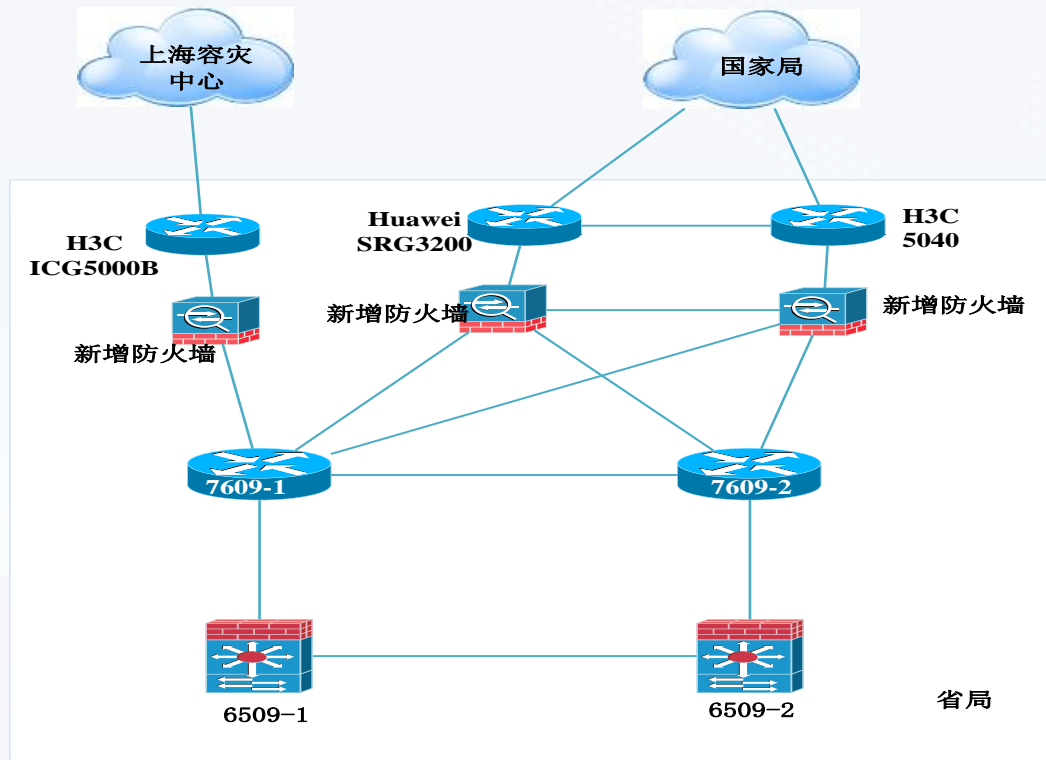 上海容灾
中心
国家局
H3C
ICG5000B
Huawei
SRG3200
H3C
5040
新增防火墙
新增防火墙
新增防火墙
7609-1
7609-2
6509-1
6509-2
省局